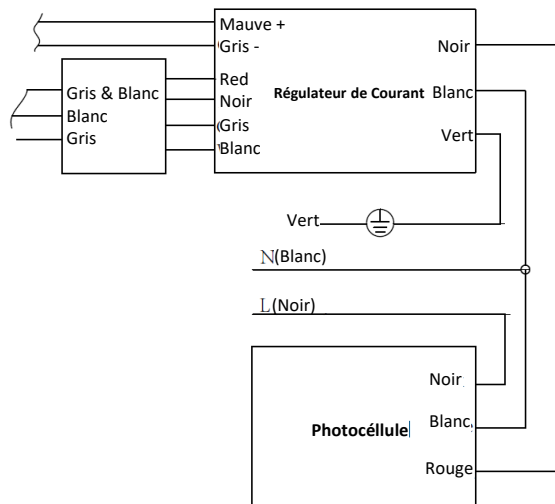 Mauve +
Gris -
Noir
Red
Gris & Blanc
Noir
Régulateur de Courant
Blanc
Blanc
Gris
Gris
Blanc
Vert
Vert
N(Blanc)
L(Noir)
Noir
Photocéllule
Blanc
Rouge